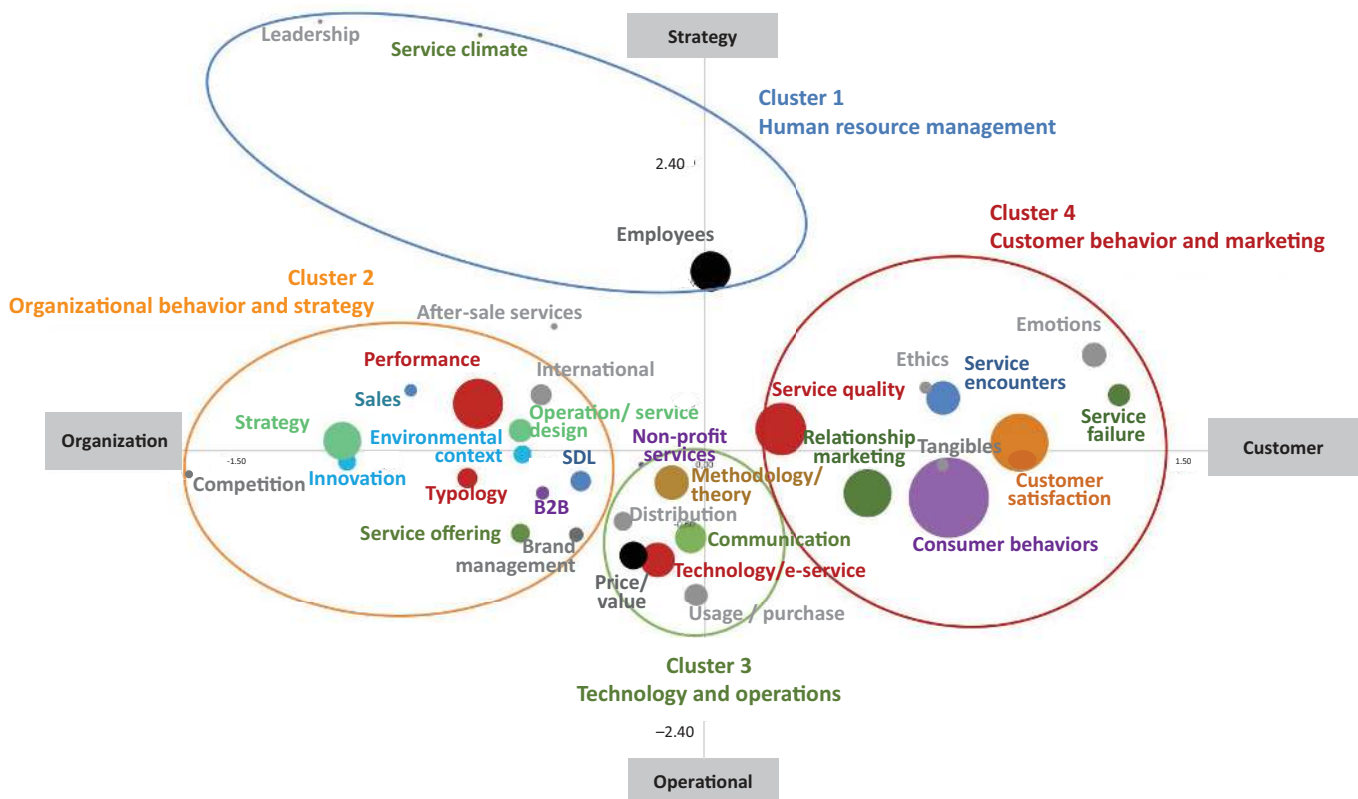 Leadership
Service climate
Strategy
Cluster 1
Human resource management
2.40
Employees
Cluster 4
Customer behavior and marketing
Cluster 2
Organizational behavior and strategy
After-sale services
Emotions
Performance
International
Ethics
Service
encounters
Sales
Service quality
Strategy
Operation/ service
design
Service
failure
Organization
Environmental
context
Non-profit
services
Relationship
marketing
Tangibles
Customer
-1.50
SDL
0.00
1.50
Competition
Innovation
Typology
B2B
Methodology/
theory
Customer
satisfaction
Distribution
Service offering
Brand
management
Communication
Consumer behaviors
Price/
value
Technology/e-service
Usage / purchase
Cluster 3
Technology and operations
–2.40
Operational